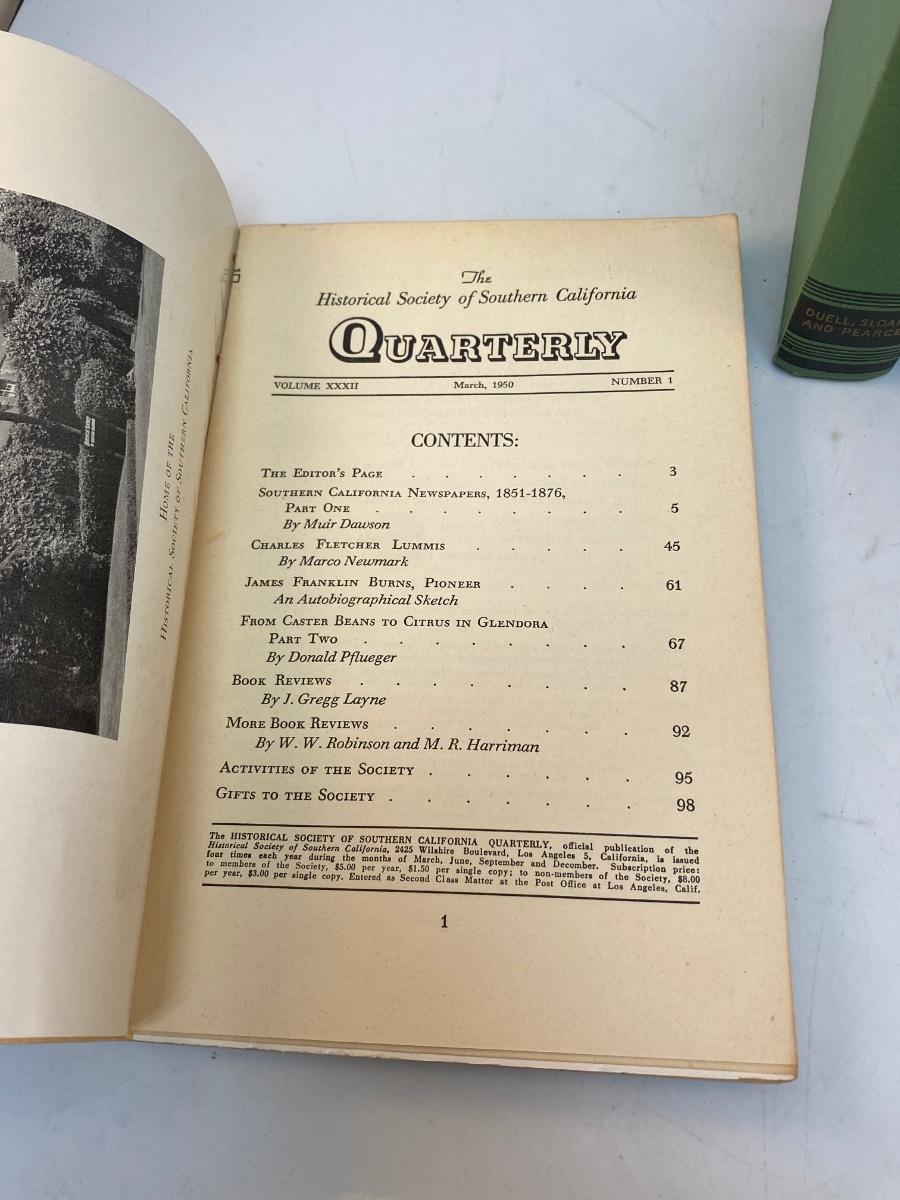 HOME OF THE
HISTORICAL SOCIETY OF SOUTHERN CALIFORNIA
The
Historical Society of Southern California
QUARTERLY
VOLUME XXXII March, 1950 NUMBER 1
CONTENTS:
THE EDITOR'S PAGE . . . . . . . 3
SOUTHERN CALIFORNIA NEWSPAPERS, 1851-1876,
PART ONE . . . . . . . . 5
By Muir Dawson
CHARLES FLETCHER LUMMIS . . . . . 45
By Marco Newmark
JAMES FRANKLIN BURNS, PIONEER . . . . 61
An Autobiographical Sketch
FROM CASTER BEANS TO CITRUS IN GLENDORA
PART TWO . . . . . . . . 67
By Donald Pflueger
BOOK REVIEWS . . . . . . . . 87
By J. Gregg Layne
MORE BOOK REVIEWS . . . . . . . 92
By W. W. Robinson and M. R. Harriman
ACTIVITIES OF THE SOCIETY . . . . . . 95
GIFTS TO THE SOCIETY . . . . . . . 98
The HISTORICAL SOCIETY OF SOUTHERN CALIFORNIA QUARTERLY, official publication of the
Historical Society of Southern California, 2425 Wilshire Boulevard, Los Angeles 5, California, is issued
four times each year during the months of March, June, September and December. Subscription price:
to members of the Society, $5.00 per year, $1.50 per single copy; to non-members of the Society, $8.00
per year, $3.00 per single copy. Entered as Second Class Matter at the Post Office at Los Angeles, Calif.
1
DUELL, SLOAN
AND PEARCE